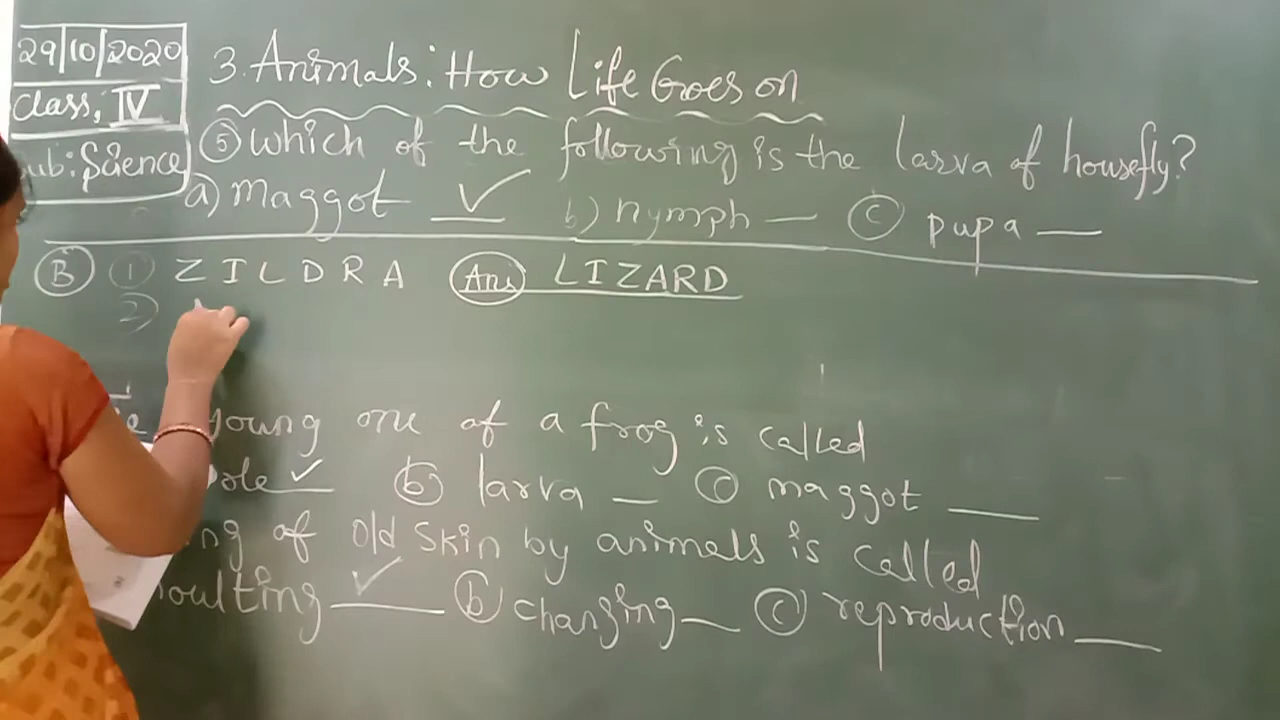 29/10/2020
Class, IV
Sub: Science
3. Animals: How Life Goes on
⑤ Which of the following is the larva of housefly?
a) Maggot ✓ b) nymph — ⓒ pupa —
Ⓑ ① Z I L D R A Ans LIZARD
2)
young one of a frog is called
ole ✓ ⓑ larva — ⓒ maggot —
ng of old skin by animals is called
oulting ✓ ⓑ changing — ⓒ reproduction —